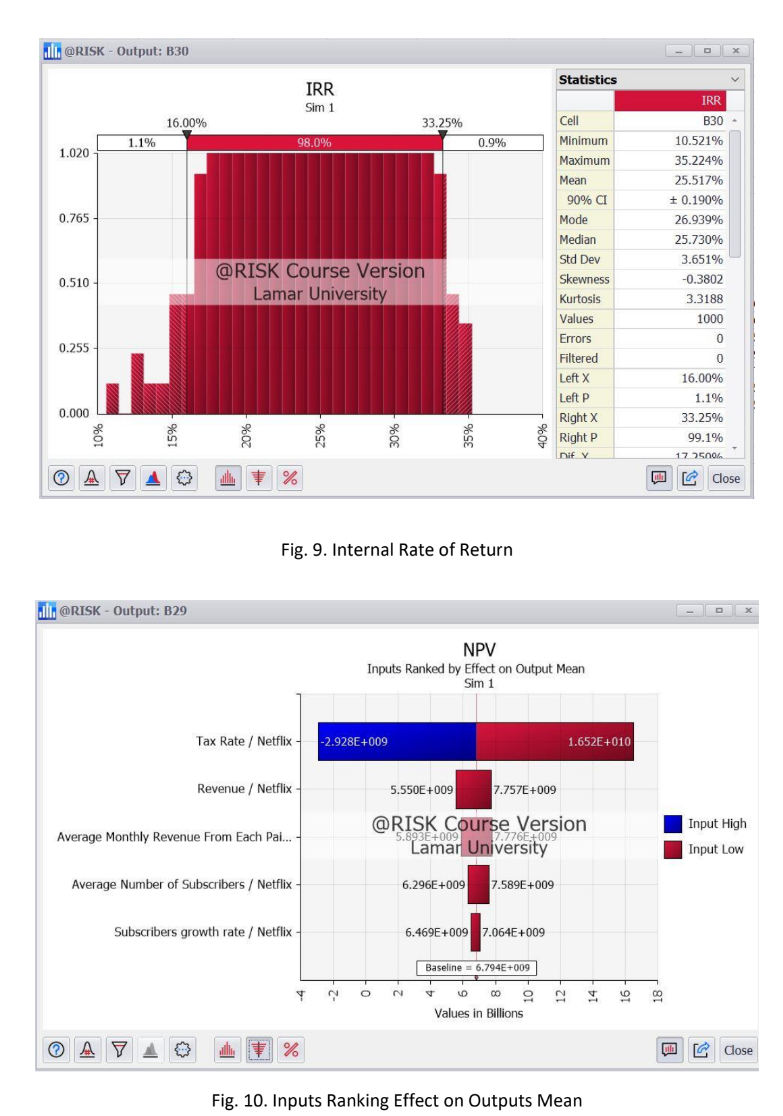 @RISK - Output: B30
IRR
Sim 1
16.00%
33.25%
1.1%
98.0%
0.9%
1.020
0.765
0.510
0.255
0.000
10%
15%
20%
25%
30%
35%
40%
@RISK Course Version
Lamar University
Statistics
IRR
Cell B30
Minimum 10.521%
Maximum 35.224%
Mean 25.517%
90% CI ± 0.190%
Mode 26.939%
Median 25.730%
Std Dev 3.651%
Skewness -0.3802
Kurtosis 3.3188
Values 1000
Errors 0
Filtered 0
Left X 16.00%
Left P 1.1%
Right X 33.25%
Right P 99.1%
Dif. X 17.250%
Close
Fig. 9. Internal Rate of Return
@RISK - Output: B29
NPV
Inputs Ranked by Effect on Output Mean
Sim 1
Tax Rate / Netflix
-2.928E+009
1.652E+010
Revenue / Netflix
5.550E+009
7.757E+009
Average Monthly Revenue From Each Pai...
5.893E+009
7.776E+009
Average Number of Subscribers / Netflix
6.296E+009
7.589E+009
Subscribers growth rate / Netflix
6.469E+009
7.064E+009
@RISK Course Version
Lamar University
Baseline = 6.794E+009
-4
-2
0
2
4
6
8
10
12
14
16
18
Values in Billions
Input High
Input Low
Close
Fig. 10. Inputs Ranking Effect on Outputs Mean